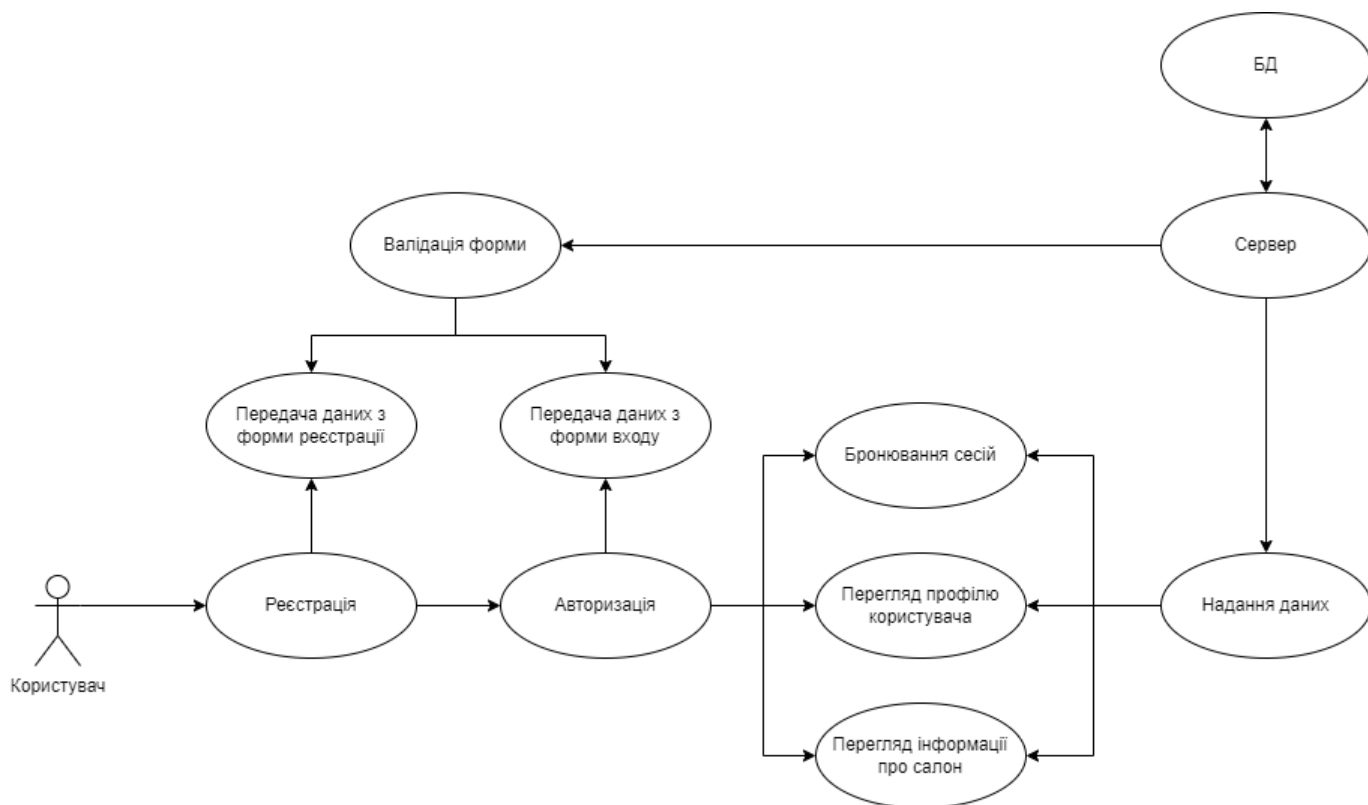 БД
Валідація форми
Сервер
Передача даних з
форми реєстрації
Передача даних з
форми входу
Бронювання сесій
Реєстрація
Авторизація
Перегляд профілю
користувача
Надання даних
Користувач
Перегляд інформації
про салон